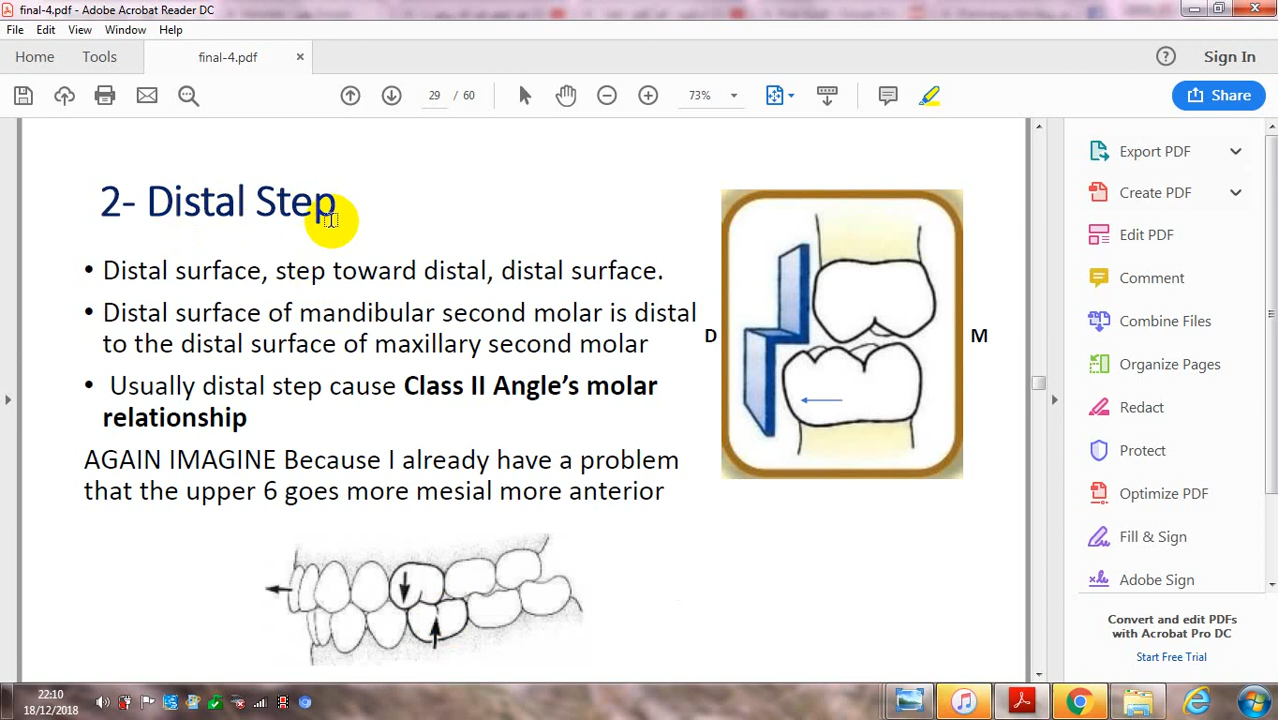 final-4.pdf - Adobe Acrobat Reader DC
File Edit View Window Help
Home Tools final-4.pdf × Sign In
29 / 60 73% Share
2- Distal Step
• Distal surface, step toward distal, distal surface.
• Distal surface of mandibular second molar is distal
to the distal surface of maxillary second molar
• Usually distal step cause Class II Angle’s molar
relationship
AGAIN IMAGINE Because I already have a problem
that the upper 6 goes more mesial more anterior
D M
Export PDF
Create PDF
Edit PDF
Comment
Combine Files
Organize Pages
Redact
Protect
Optimize PDF
Fill & Sign
Adobe Sign
Convert and edit PDFs
with Acrobat Pro DC
Start Free Trial
22:10
18/12/2018